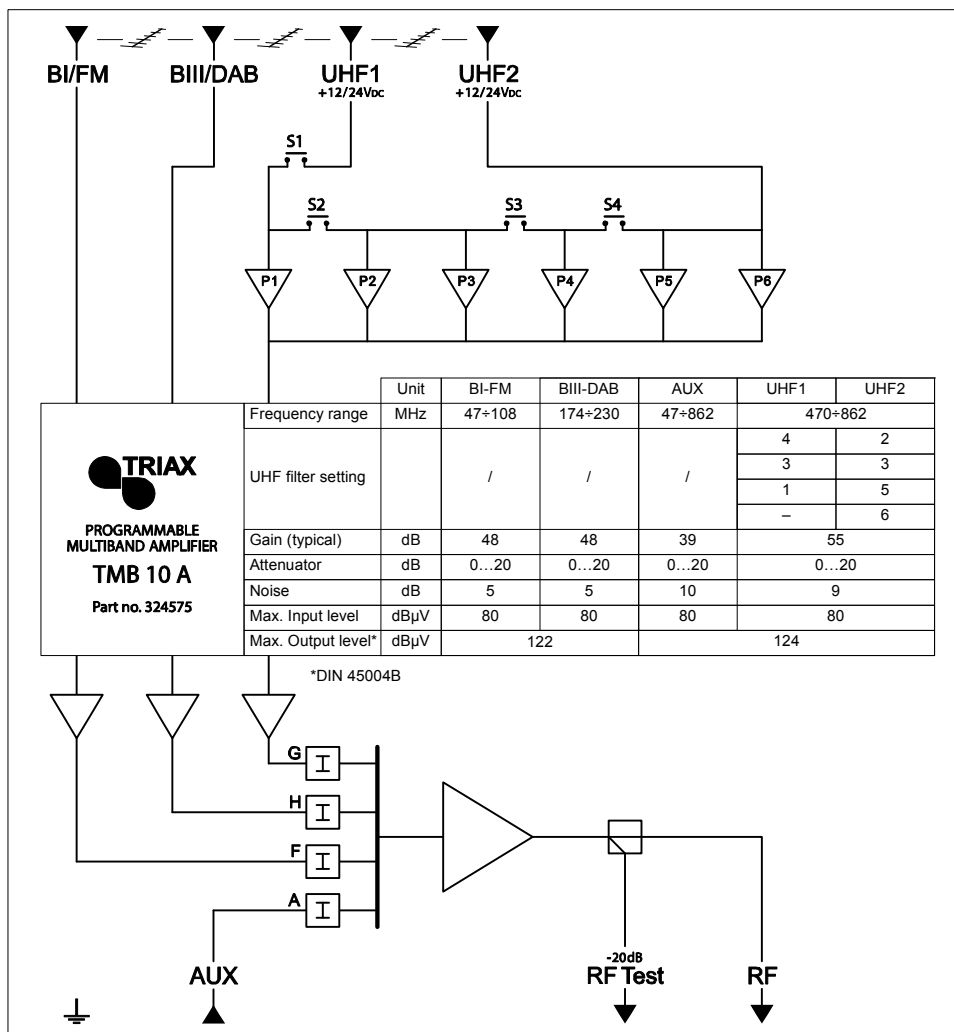 BI/FM BIII/DAB UHF1 UHF2
+12/24VDC +12/24VDC
S1
S2 S3 S4
P1 P2 P3 P4 P5 P6
TRIAX
PROGRAMMABLE
MULTIBAND AMPLIFIER
TMB 10 A
Part no. 324575
Unit BI-FM BIII-DAB AUX UHF1 UHF2
Frequency range MHz 47÷108 174÷230 47÷862 470÷862
UHF filter setting / / /
4 2
3 3
1 5
– 6
Gain (typical) dB 48 48 39 55
Attenuator dB 0…20 0…20 0…20 0…20
Noise dB 5 5 10 9
Max. Input level dBµV 80 80 80 80
Max. Output level* dBµV 122 124
*DIN 45004B
G
H
F
A
AUX
-20dB
RF Test
RF